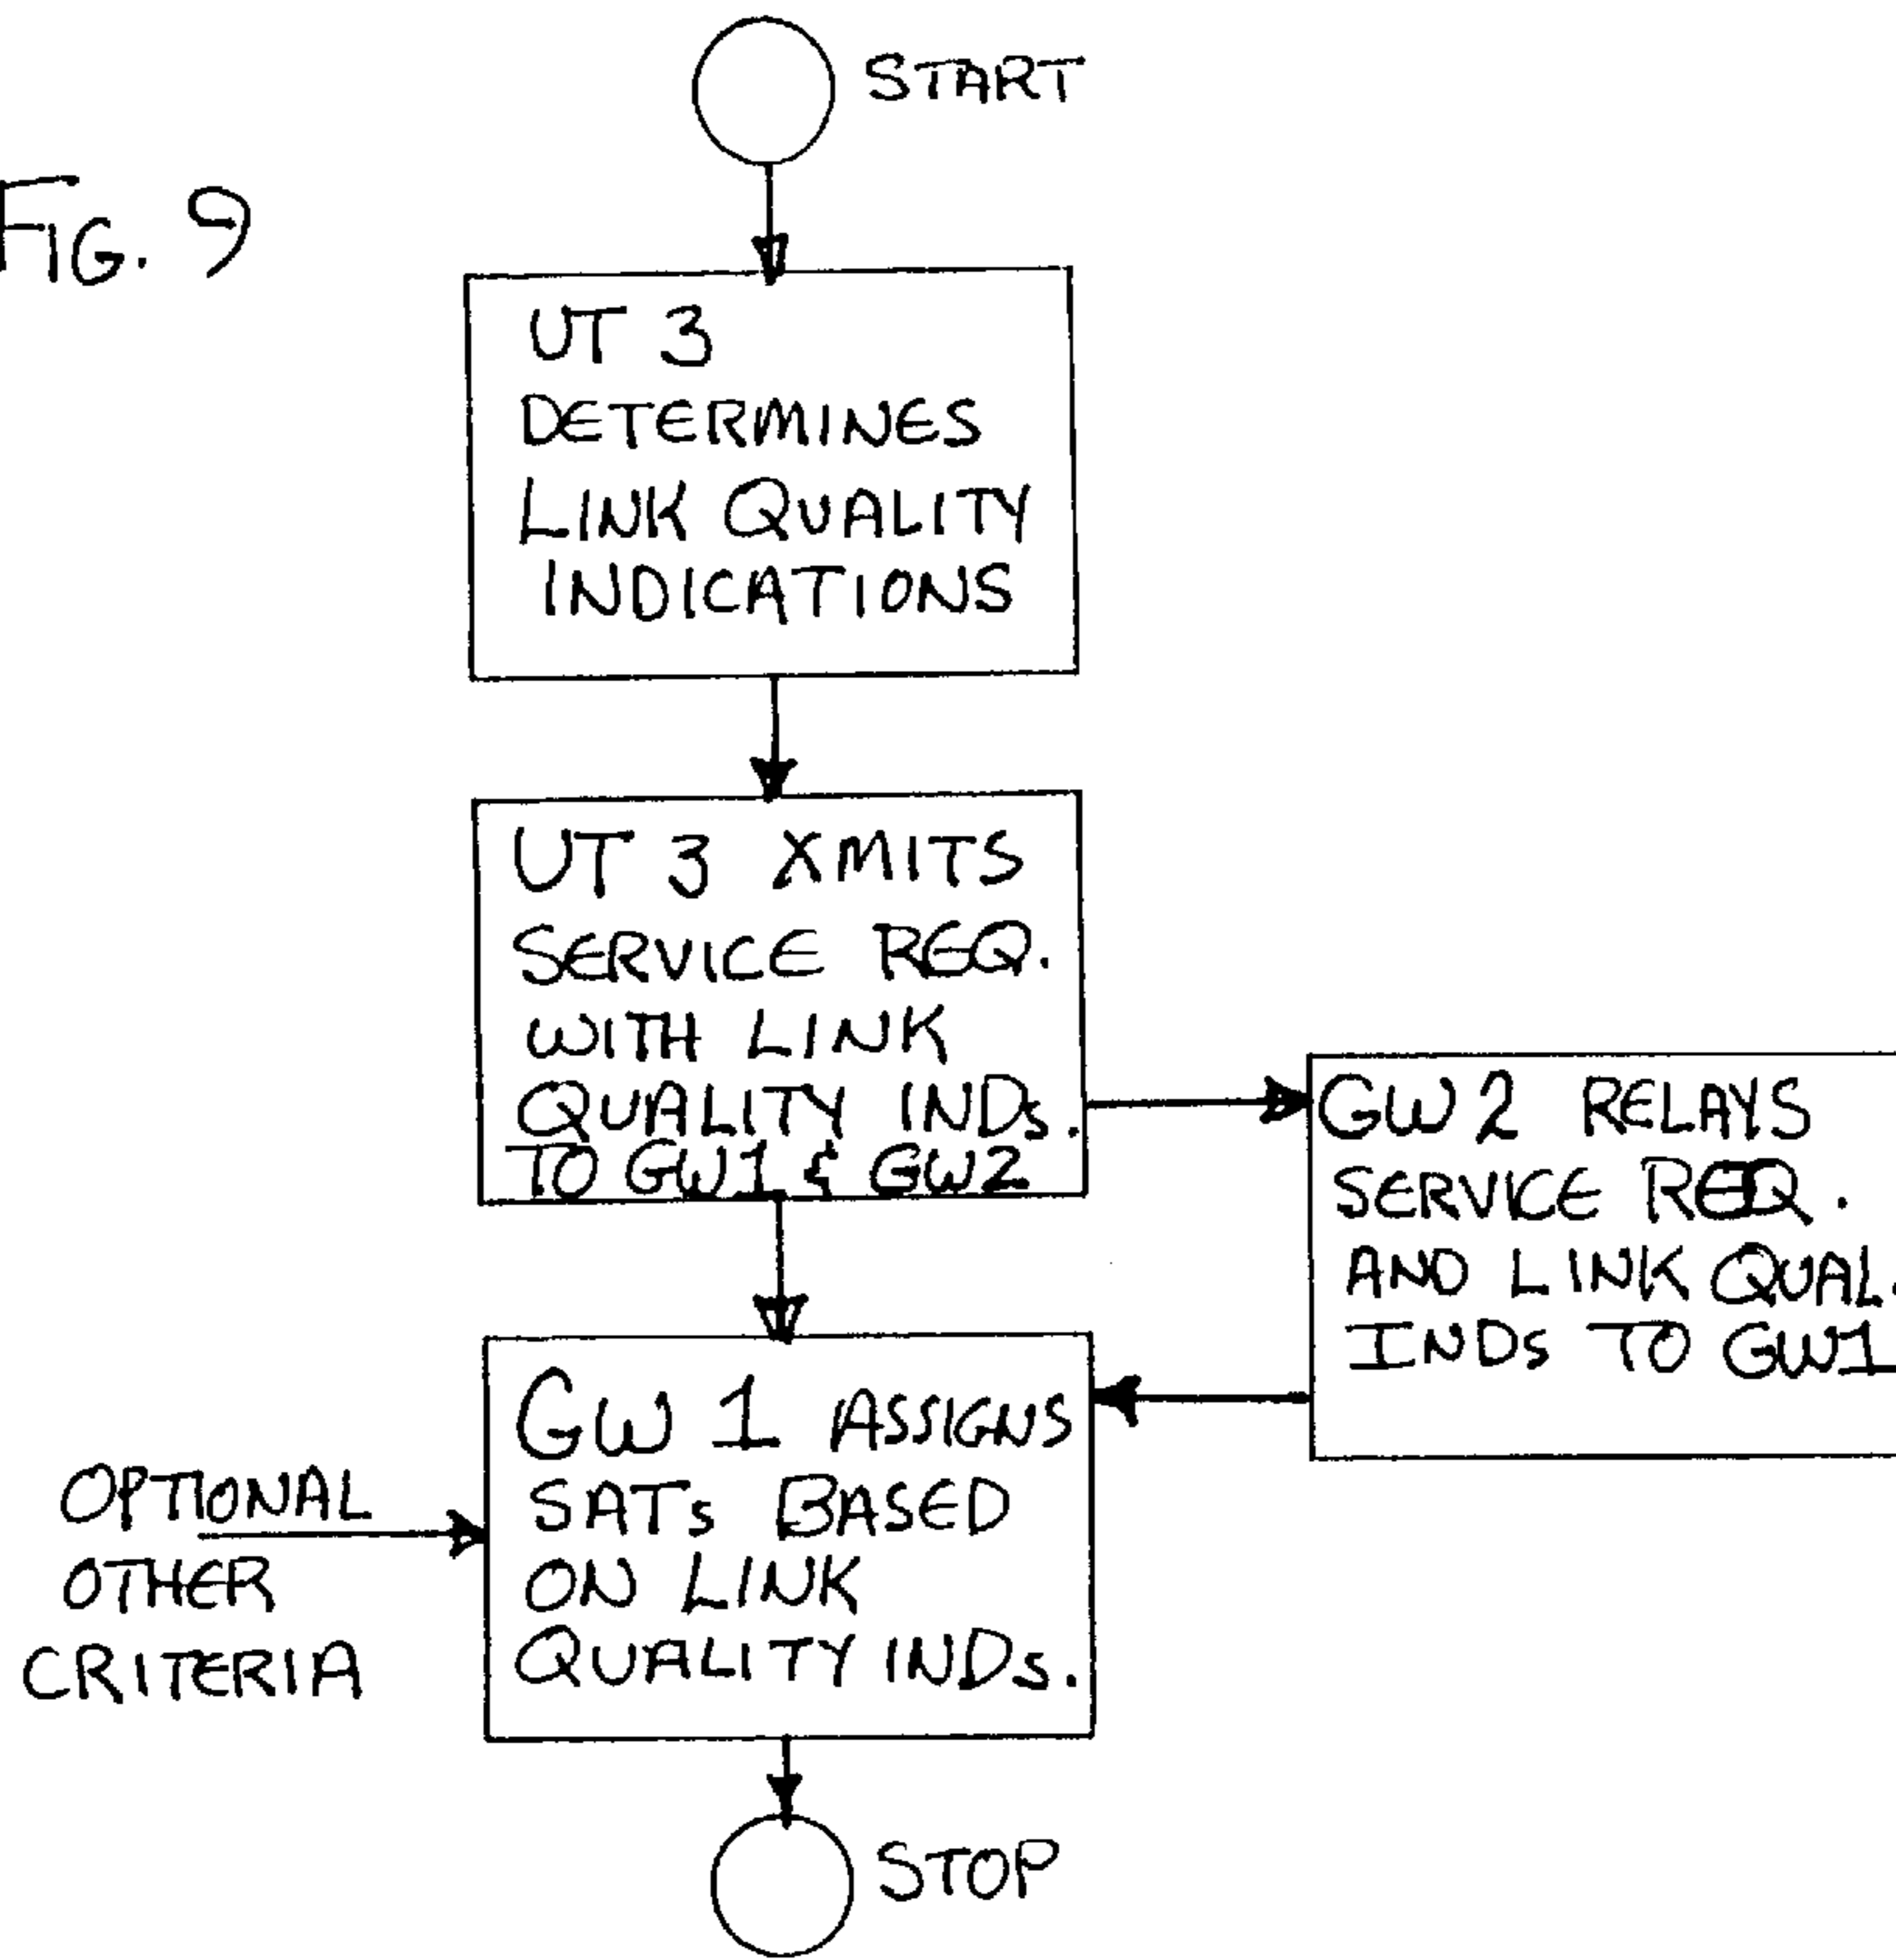 START
FIG. 9
UT 3
DETERMINES
LINK QUALITY
INDICATIONS
UT 3 XMITS
SERVICE REQ.
WITH LINK
QUALITY INDs.
TO GW1 & GW2
GW 2 RELAYS
SERVICE REQ.
AND LINK QUAL.
INDs TO GW1
GW 1 ASSIGNS
SATs BASED
ON LINK
QUALITY INDs.
OPTIONAL
OTHER
CRITERIA
STOP